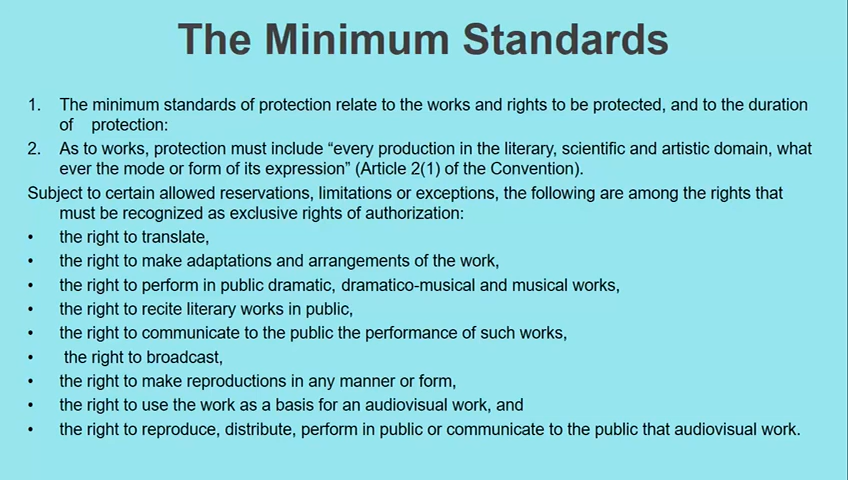 The Minimum Standards
1. The minimum standards of protection relate to the works and rights to be protected, and to the duration
of protection:
2. As to works, protection must include “every production in the literary, scientific and artistic domain, what
ever the mode or form of its expression” (Article 2(1) of the Convention).
Subject to certain allowed reservations, limitations or exceptions, the following are among the rights that
must be recognized as exclusive rights of authorization:
• the right to translate,
• the right to make adaptations and arrangements of the work,
• the right to perform in public dramatic, dramatico-musical and musical works,
• the right to recite literary works in public,
• the right to communicate to the public the performance of such works,
• the right to broadcast,
• the right to make reproductions in any manner or form,
• the right to use the work as a basis for an audiovisual work, and
• the right to reproduce, distribute, perform in public or communicate to the public that audiovisual work.